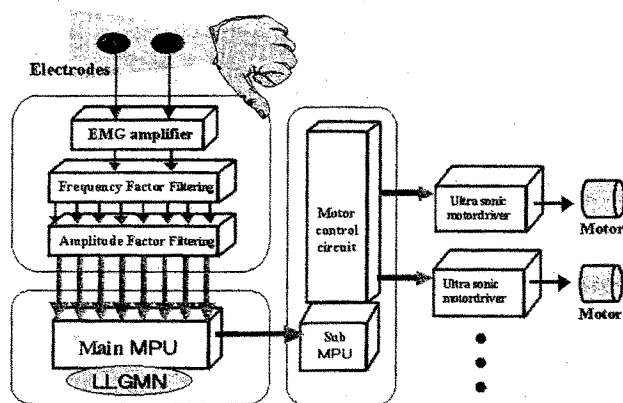 Electrodes
EMG amplifier
Frequency Factor Filtering
Amplitude Factor Filtering
Main MPU
LLGMN
Motor
control
circuit
Sub
MPU
Ultra sonic
motordriver
Motor
Ultra sonic
motordriver
Motor